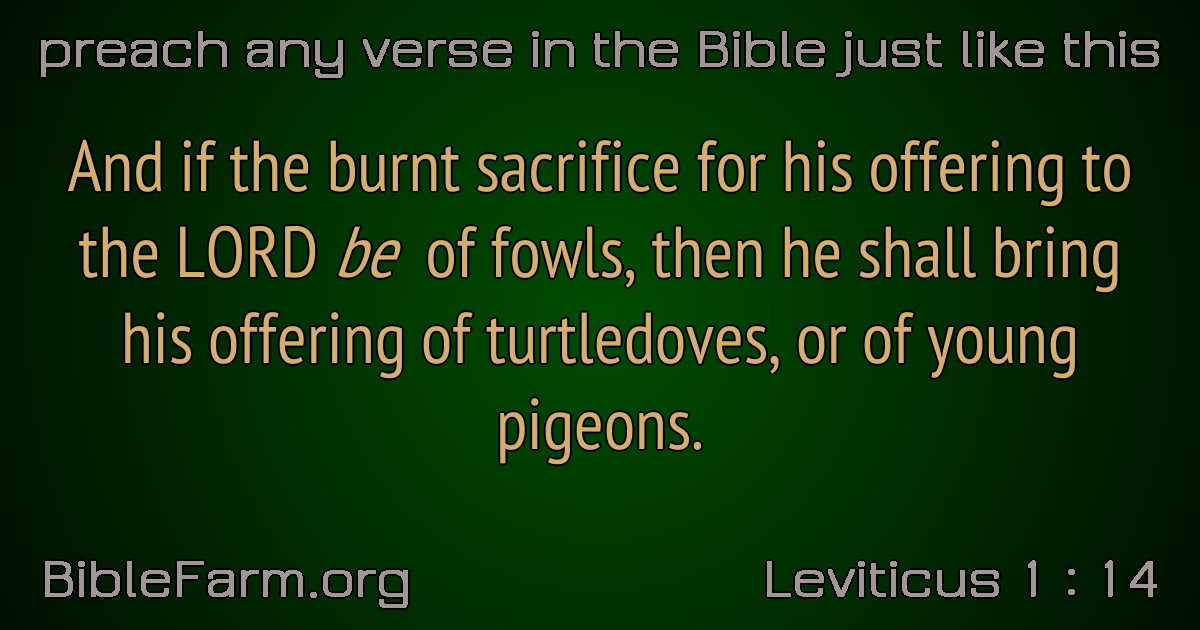 preach any verse in the Bible just like this
And if the burnt sacrifice for his offering to
the LORD be of fowls, then he shall bring
his offering of turtledoves, or of young
pigeons.
BibleFarm.org
Leviticus 1 : 14